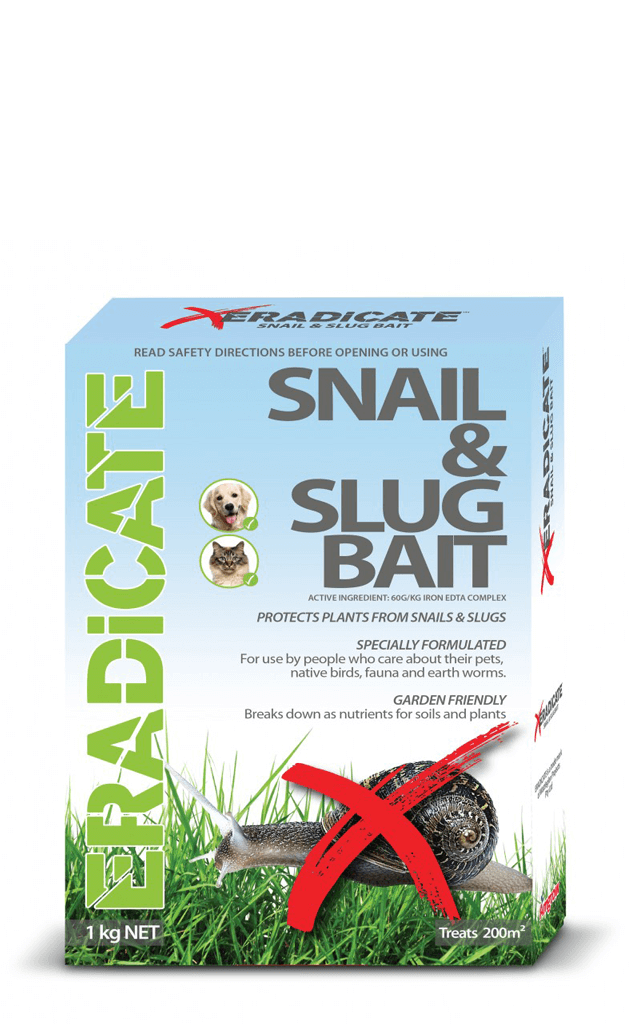 XERADICATE
SNAIL & SLUG BAIT
READ SAFETY DIRECTIONS BEFORE OPENING OR USING
ERADiCATE
SNAIL
&
SLUG
BAIT
ACTIVE INGREDIENT: 60G/KG IRON EDTA COMPLEX
PROTECTS PLANTS FROM SNAILS & SLUGS
SPECIALLY FORMULATED
For use by people who care about their pets,
native birds, fauna and earth worms.
GARDEN FRIENDLY
Breaks down as nutrients for soils and plants
1 kg NET
Treats 200m²
XERADICATE
SNAIL & SLUG BAIT
XERADICATE